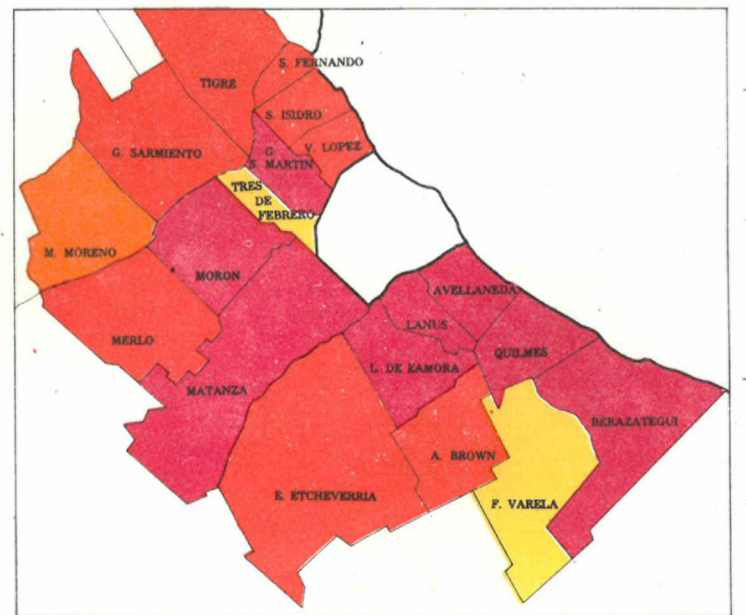 S. FERNANDO
TIGRE
S. ISIDRO
V. LOPEZ
G. SARMIENTO
G
S. MARTIN
TRES
DE
FEBRERO
M. MORENO
MORON
AVELLANEDA
LANUS
MERLO
QUILMES
L. DE ZAMORA
MATANZA
BERAZATEGUI
A. BROWN
E. ETCHEVERRIA
F. VARELA